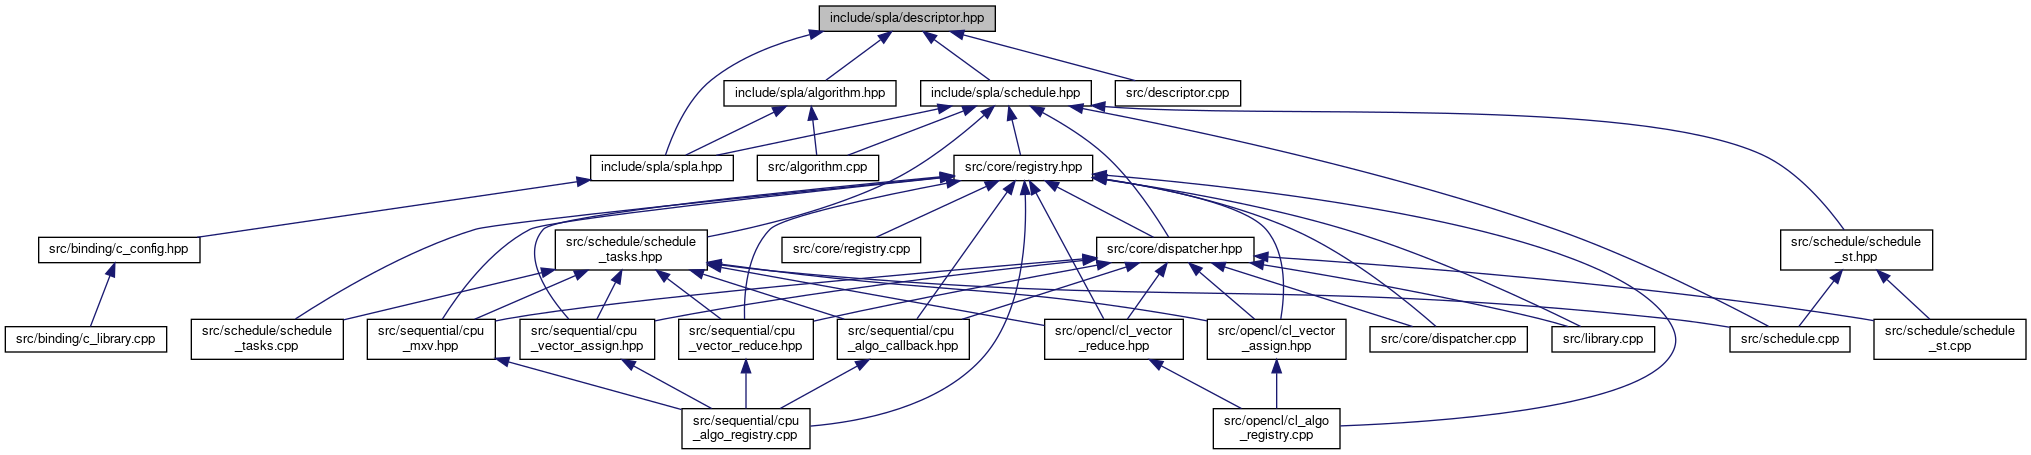 include/spla/descriptor.hpp
include/spla/algorithm.hpp
include/spla/schedule.hpp
src/descriptor.cpp
include/spla/spla.hpp
src/algorithm.cpp
src/core/registry.hpp
src/binding/c_config.hpp
src/schedule/schedule
_tasks.hpp
src/core/registry.cpp
src/core/dispatcher.hpp
src/schedule/schedule
_st.hpp
src/binding/c_library.cpp
src/schedule/schedule
_tasks.cpp
src/sequential/cpu
_mxv.hpp
src/sequential/cpu
_vector_assign.hpp
src/sequential/cpu
_vector_reduce.hpp
src/sequential/cpu
_algo_callback.hpp
src/opencl/cl_vector
_reduce.hpp
src/opencl/cl_vector
_assign.hpp
src/core/dispatcher.cpp
src/library.cpp
src/schedule.cpp
src/schedule/schedule
_st.cpp
src/sequential/cpu
_algo_registry.cpp
src/opencl/cl_algo
_registry.cpp